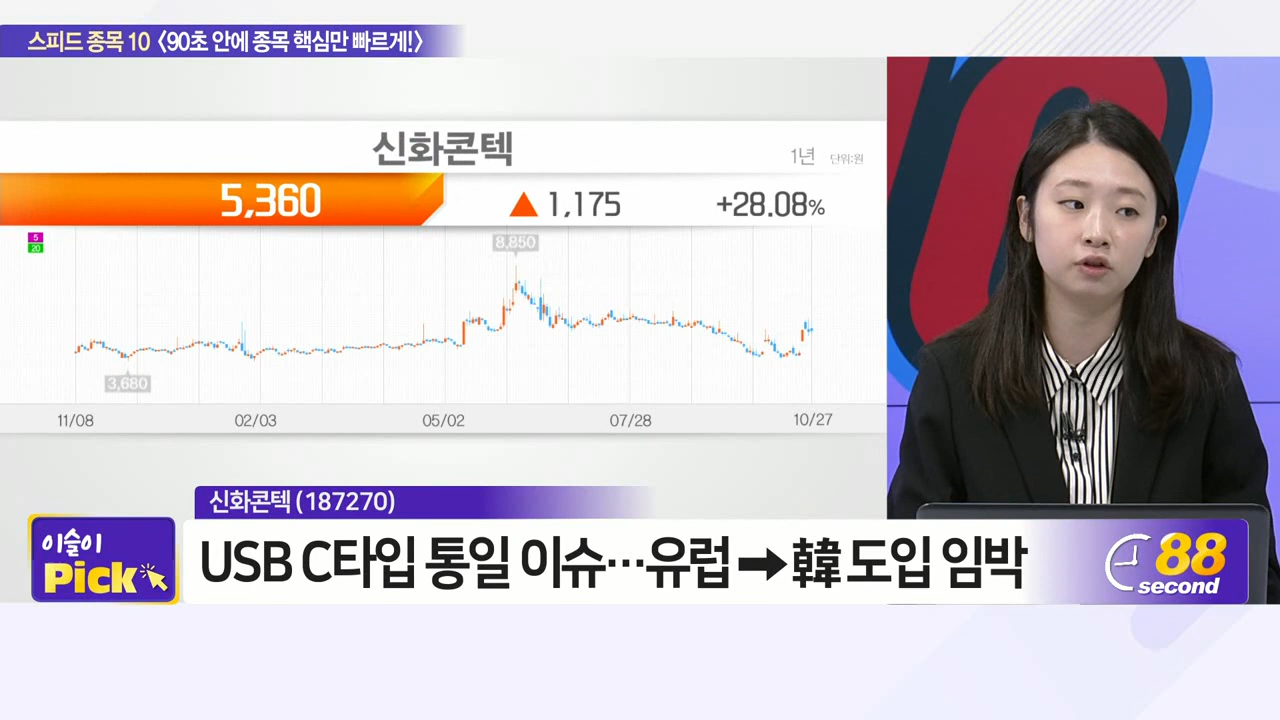 스피드 종목 10 〈90초 안에 종목 핵심만 빠르게!〉
신화콘텍
1년 단위:원
5,360 ▲ 1,175 +28.08%
5
20
8,850
3,680
11/08 02/03 05/02 07/28 10/27
신화콘텍 (187270)
이슬이
Pick
USB C타입 통일 이슈…유럽➡韓 도입 임박
88
second